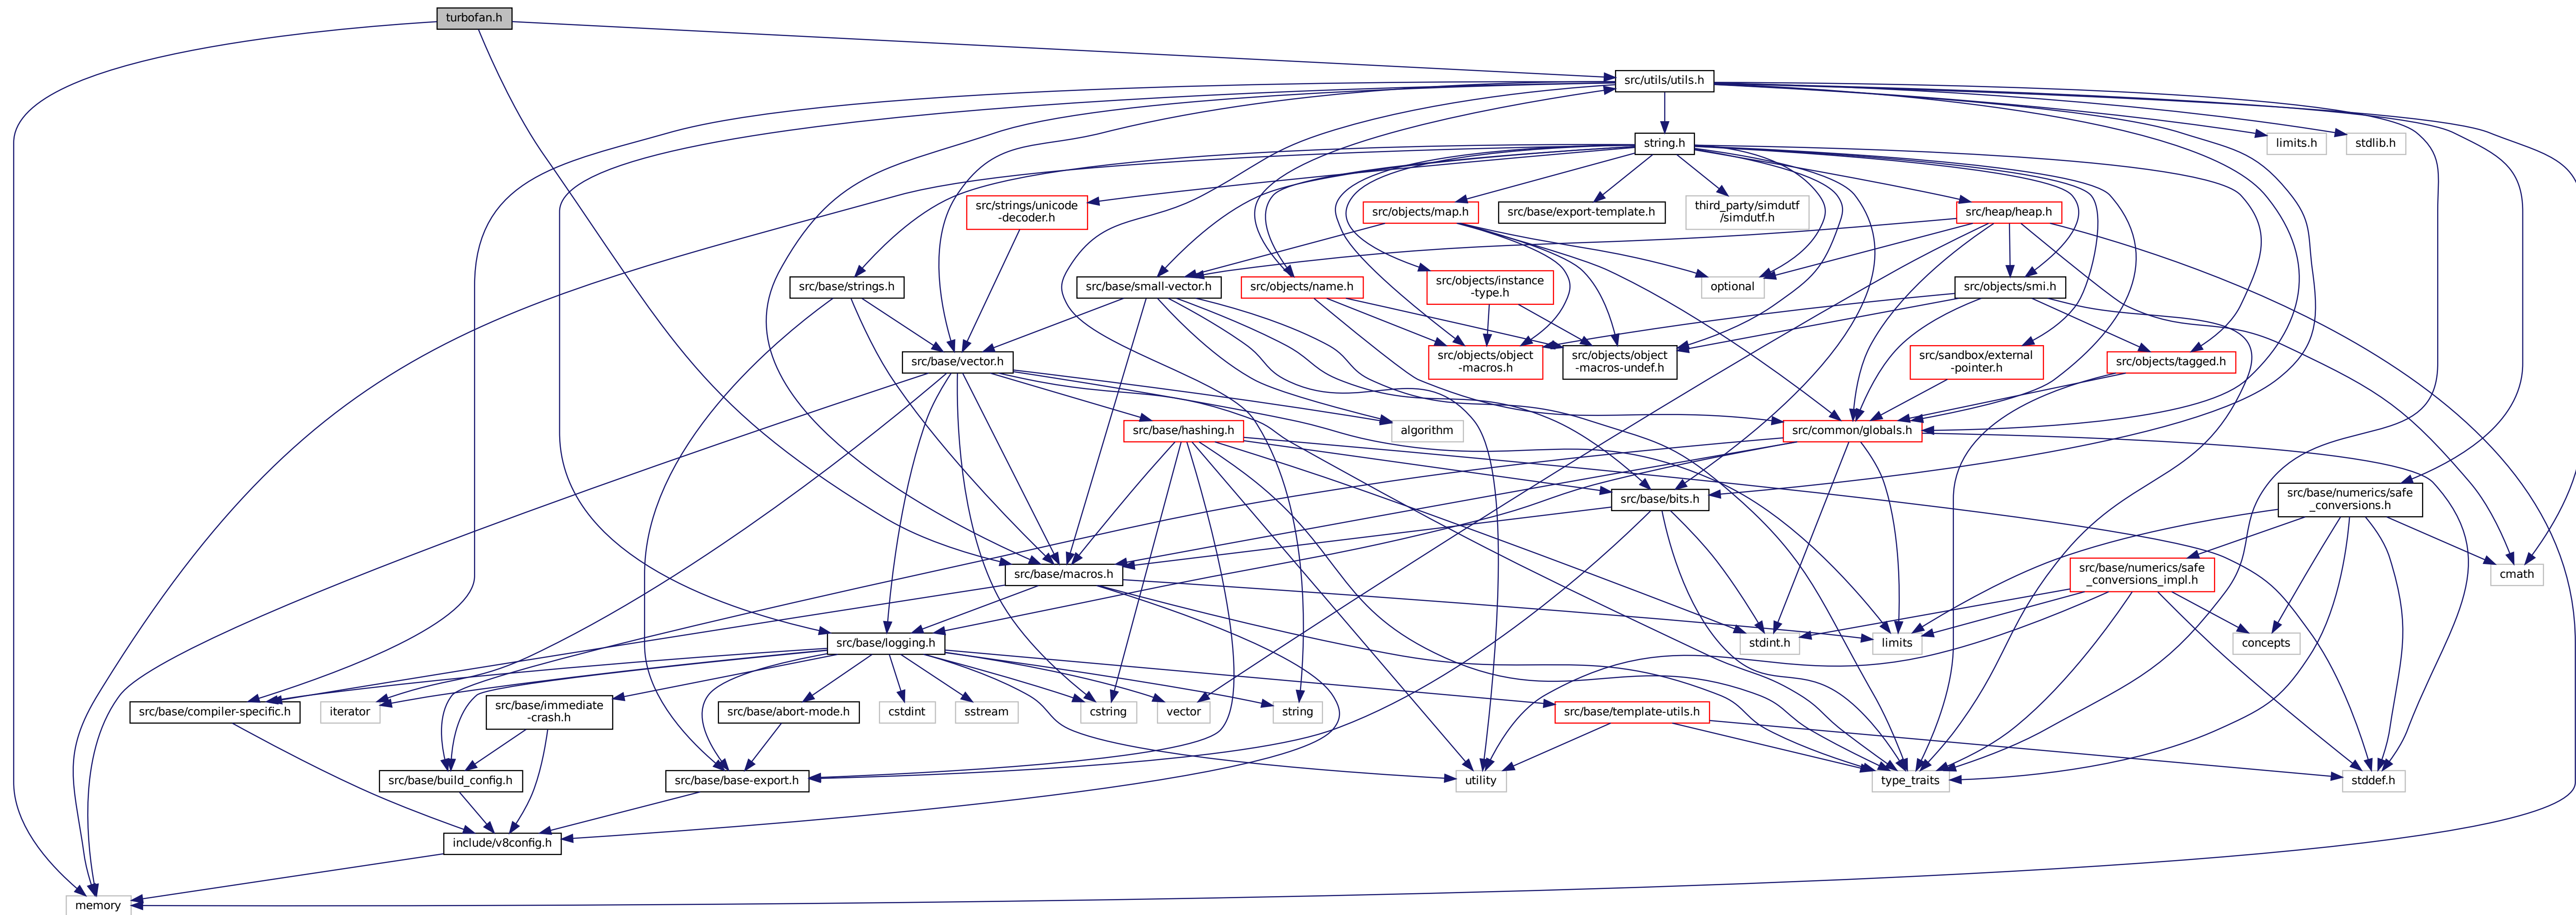 turbofan.h
src/utils/utils.h
string.h
limits.h
stdlib.h
src/strings/unicode
-decoder.h
src/objects/map.h
src/base/export-template.h
third_party/simdutf
/simdutf.h
src/heap/heap.h
src/base/strings.h
src/base/small-vector.h
src/objects/name.h
src/objects/instance
-type.h
optional
src/objects/smi.h
src/base/vector.h
src/objects/object
-macros.h
src/objects/object
-macros-undef.h
src/sandbox/external
-pointer.h
src/objects/tagged.h
src/base/hashing.h
algorithm
src/common/globals.h
src/base/bits.h
src/base/numerics/safe
_conversions.h
src/base/macros.h
src/base/numerics/safe
_conversions_impl.h
cmath
src/base/logging.h
stdint.h
limits
concepts
src/base/compiler-specific.h
iterator
src/base/immediate
-crash.h
src/base/abort-mode.h
cstdint
sstream
cstring
vector
string
src/base/template-utils.h
src/base/build_config.h
src/base/base-export.h
utility
type_traits
stddef.h
include/v8config.h
memory